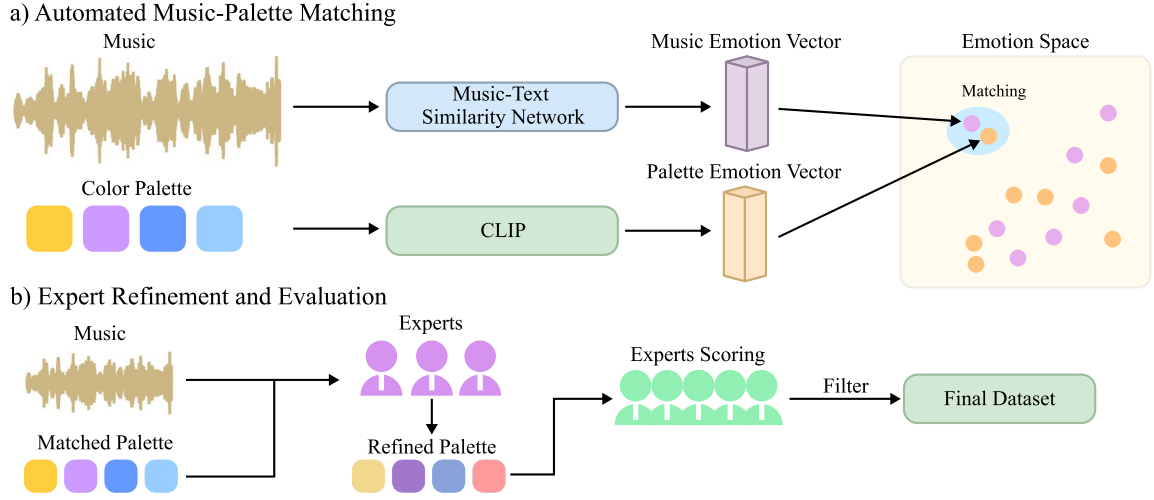 a) Automated Music-Palette Matching
Music
Music Emotion Vector
Emotion Space
Music-Text
Similarity Network
Matching
Color Palette
Palette Emotion Vector
CLIP
b) Expert Refinement and Evaluation
Music
Experts
Experts Scoring
Filter
Final Dataset
Matched Palette
Refined Palette